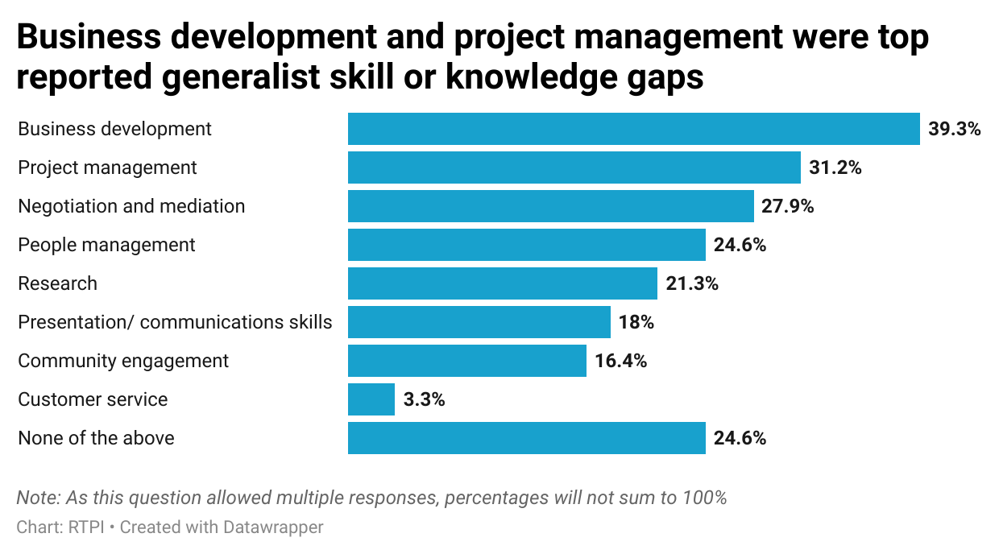 Business development and project management were top
reported generalist skill or knowledge gaps
Business development 39.3%
Project management 31.2%
Negotiation and mediation 27.9%
People management 24.6%
Research 21.3%
Presentation/ communications skills 18%
Community engagement 16.4%
Customer service 3.3%
None of the above 24.6%
Note: As this question allowed multiple responses, percentages will not sum to 100%
Chart: RTPI • Created with Datawrapper